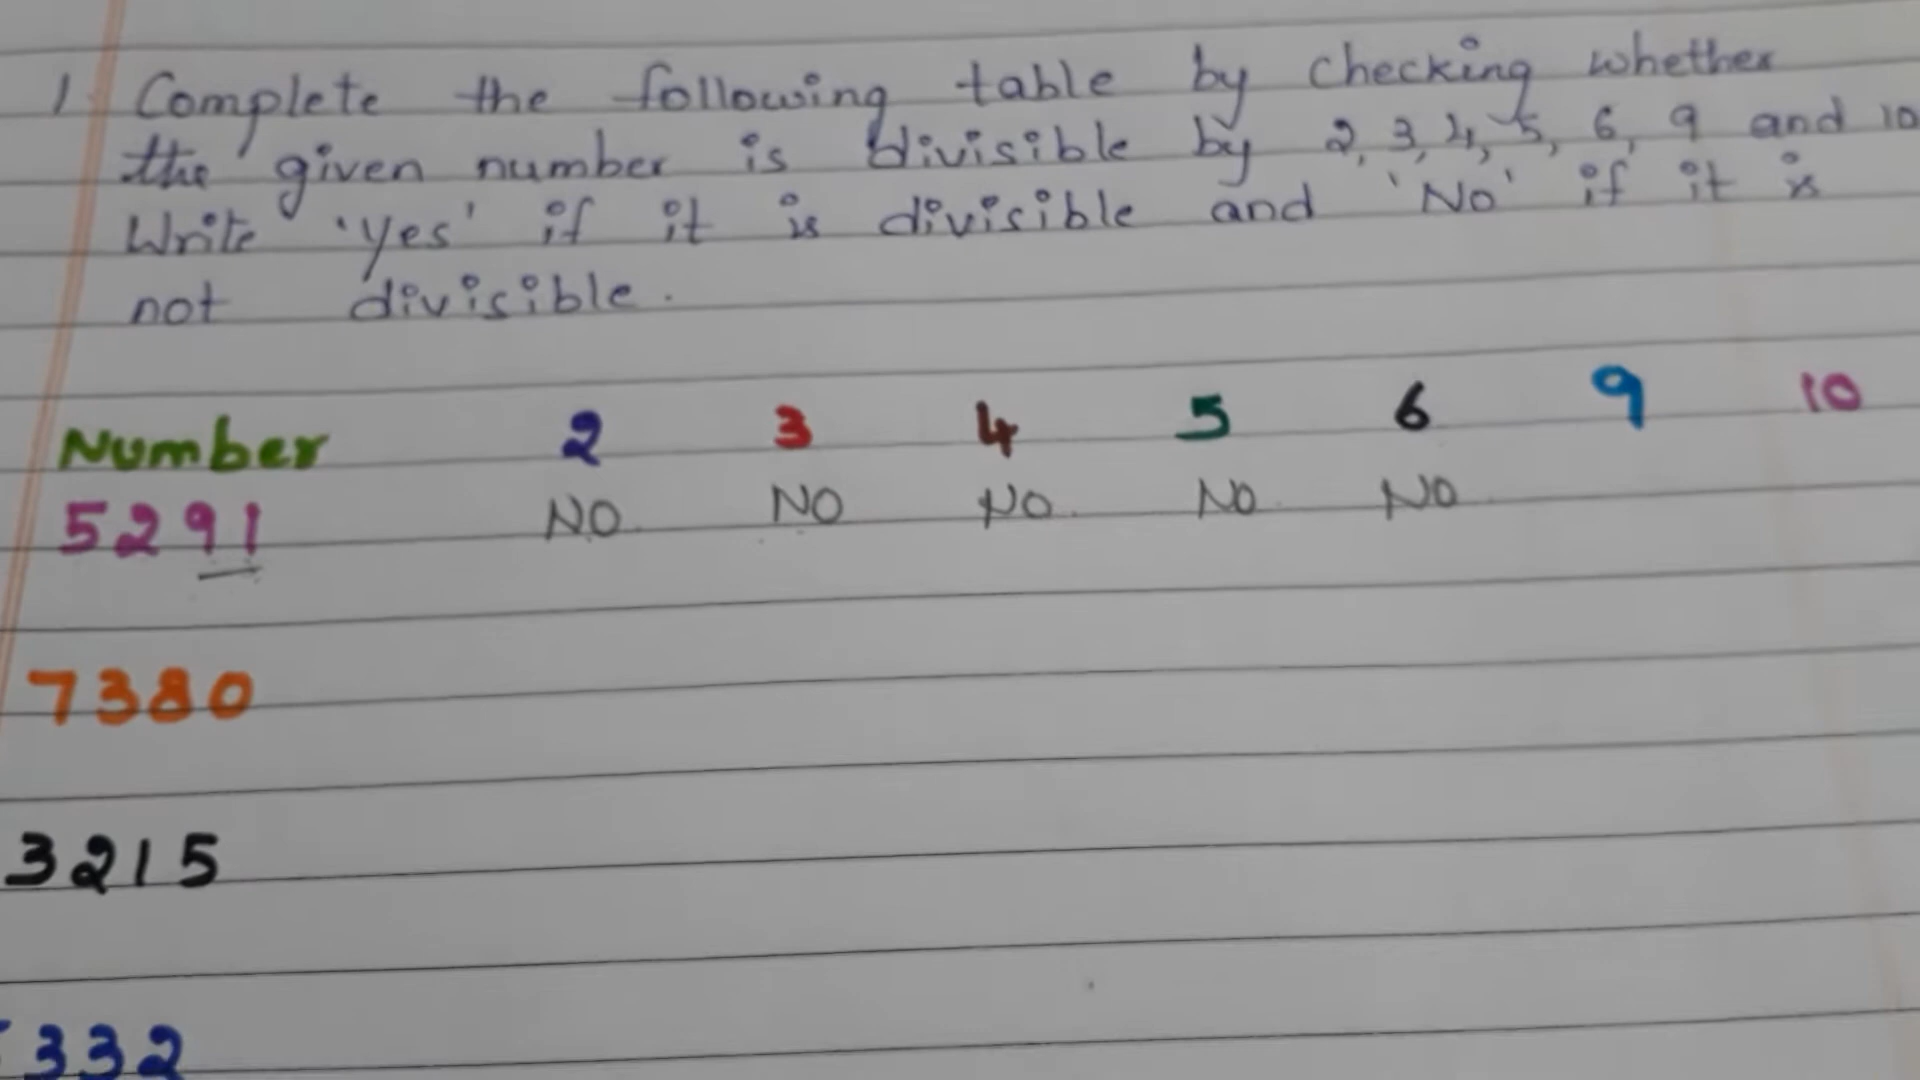 1. Complete the following table by checking whether
the given number is divisible by 2, 3, 4, 5, 6, 9 and 10
Write 'yes' if it is divisible and 'No' if it is
not divisible.
Number 2 3 4 5 6 9 10
5291 NO NO NO NO NO
7380
3215
332